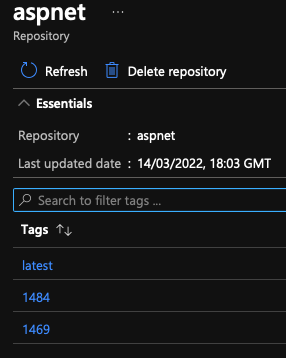 aspnet ...
Repository
Refresh Delete repository
Essentials
Repository : aspnet
Last updated date : 14/03/2022, 18:03 GMT
Search to filter tags ...
Tags ↑↓
latest
1484
1469